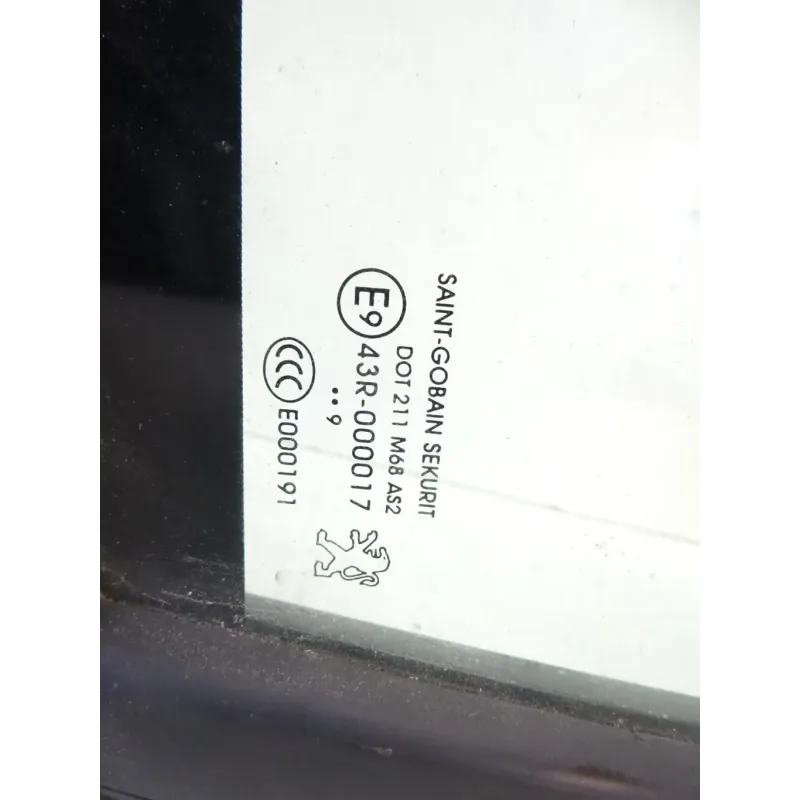 SAINT-GOBAIN SEKURIT
DOT 211 M68 AS2
E9 43R-000017
..9
CCC E000191